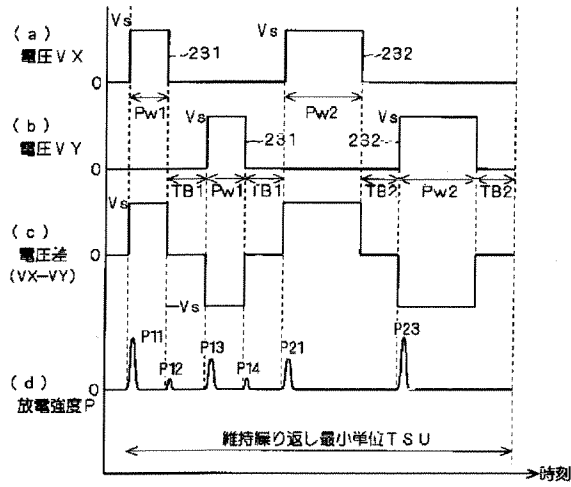 (a)
電圧VX
Vs
231
Vs
232
0
Pw1
Pw2
(b)
電圧VY
Vs
231
232
Vs
0
TB1
Pw1
TB1
TB2
Pw2
TB2
(c)
電圧差
(VX−VY)
Vs
0
−Vs
(d)
放電強度P
P11
P12
P13
P14
P21
P23
0
維持繰り返し最小単位TSU
時刻